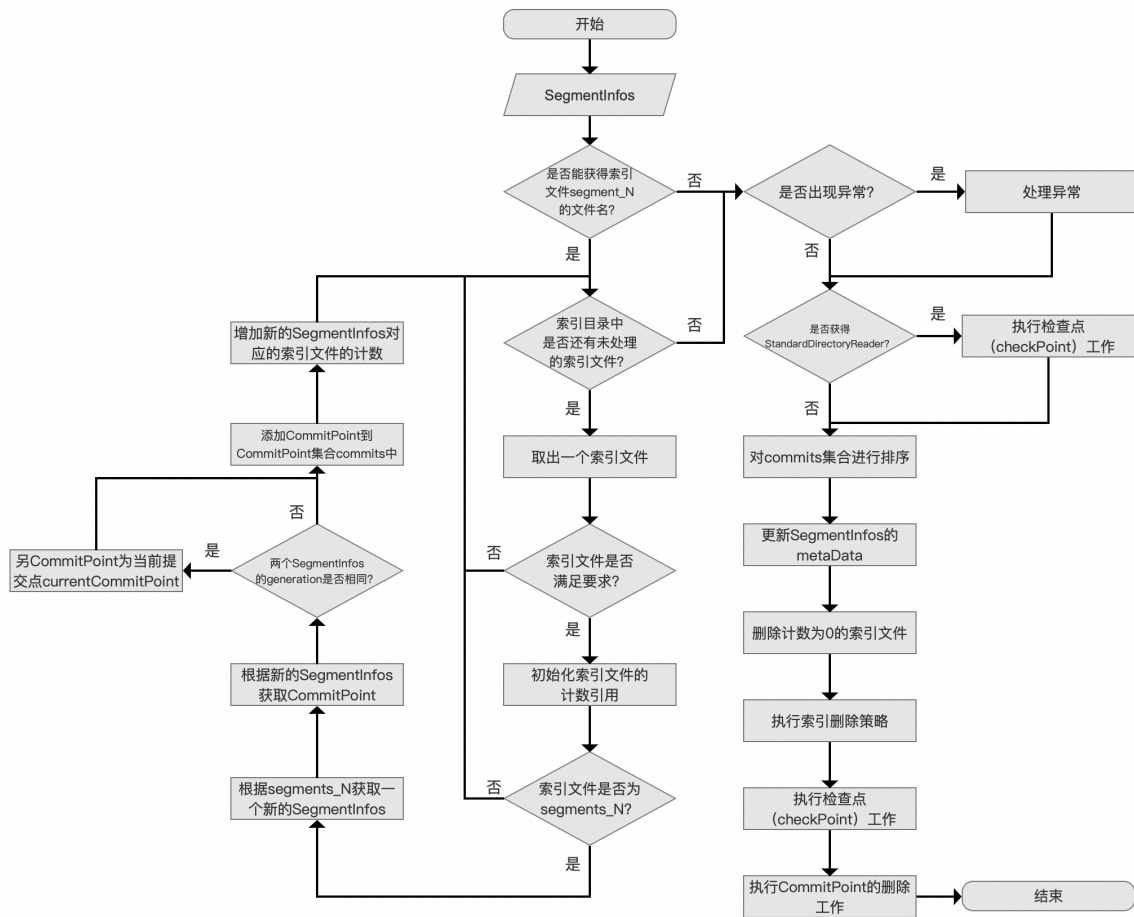 开始
SegmentInfos
是否能获得索引
文件segment_N
的文件名?
否
是
是否出现异常?
是
处理异常
否
索引目录中
是否还有未处理
的索引文件?
否
是
是否获得
StandardDirectoryReader?
是
执行检查点
（checkPoint）工作
否
增加新的SegmentInfos对
应的索引文件的计数
添加CommitPoint到
CommitPoint集合commits中
取出一个索引文件
对commits集合进行排序
否
两个SegmentInfos
的generation是否相同?
是
另CommitPoint为当前提
交点currentCommitPoint
索引文件是否
满足要求?
否
是
更新SegmentInfos的
metaData
删除计数为0的索引文件
根据新的SegmentInfos
获取CommitPoint
初始化索引文件的
计数引用
执行索引删除策略
根据segments_N获取一
个新的SegmentInfos
否
索引文件是否为
segments_N?
是
执行检查点
（checkPoint）工作
执行CommitPoint的删除
工作
结束